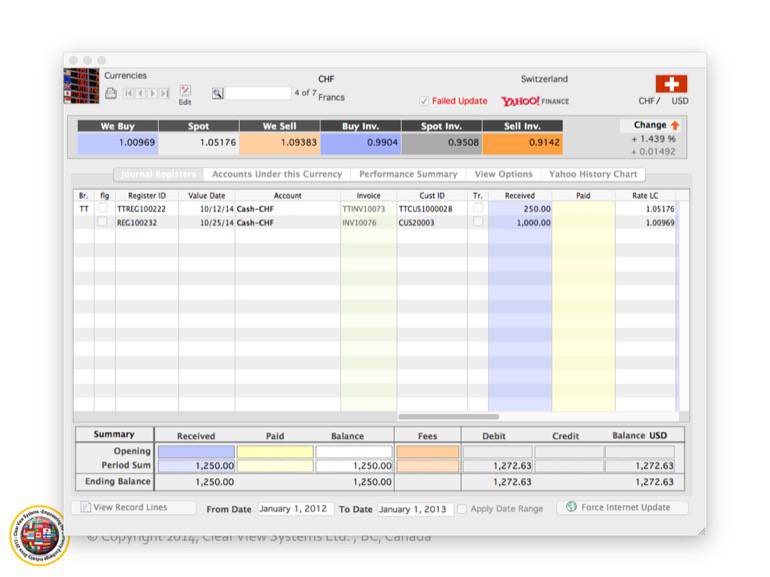 Currencies
CHF
Switzerland
Edit
4 of 7
Francs
Failed Update
YAHOO! FINANCE
CHF/ USD
We Buy Spot We Sell Buy Inv. Spot Inv. Sell Inv.
1.00969 1.05176 1.09383 0.9904 0.9508 0.9142
Change
+ 1.439 %
+ 0.01492
Journal Registers Accounts Under this Currency Performance Summary View Options Yahoo History Chart
Br. flg Register ID Value Date Account Invoice Cust ID Tr. Received Paid Rate LC
TT TTREG100222 10/12/14 Cash-CHF TTINV10073 TTCUS1000028 250.00 1.05176
REG100232 10/25/14 Cash-CHF INV10076 CUS20003 1,000.00 1.00969
Summary Received Paid Balance Fees Debit Credit Balance USD
Opening
Period Sum 1,250.00 1,250.00 1,272.63 1,272.63
Ending Balance 1,250.00 1,250.00 1,272.63 1,272.63
View Record Lines From Date January 1, 2012 To Date January 1, 2013 Apply Date Range Force Internet Update
© Copyright 2014, Clear View Systems Ltd. , BC, Canada